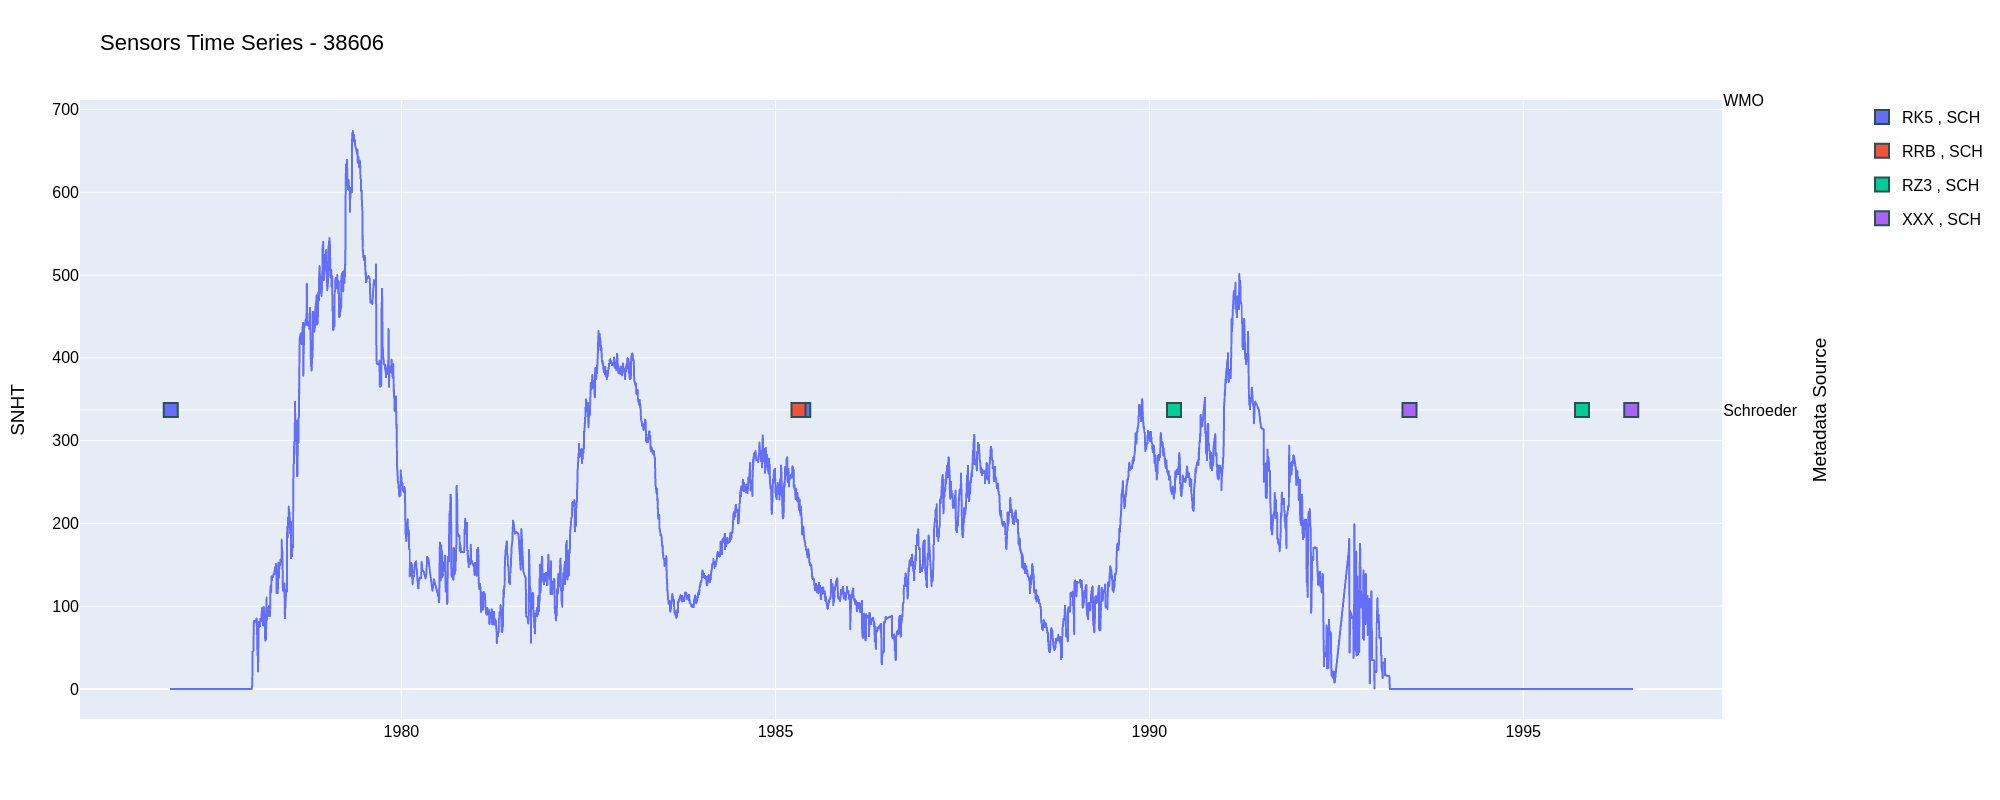 Sensors Time Series - 38606
700
600
500
400
300
200
100
0
SNHT
1980
1985
1990
1995
WMO
Schroeder
Metadata Source
RK5 , SCH
RRB , SCH
RZ3 , SCH
XXX , SCH